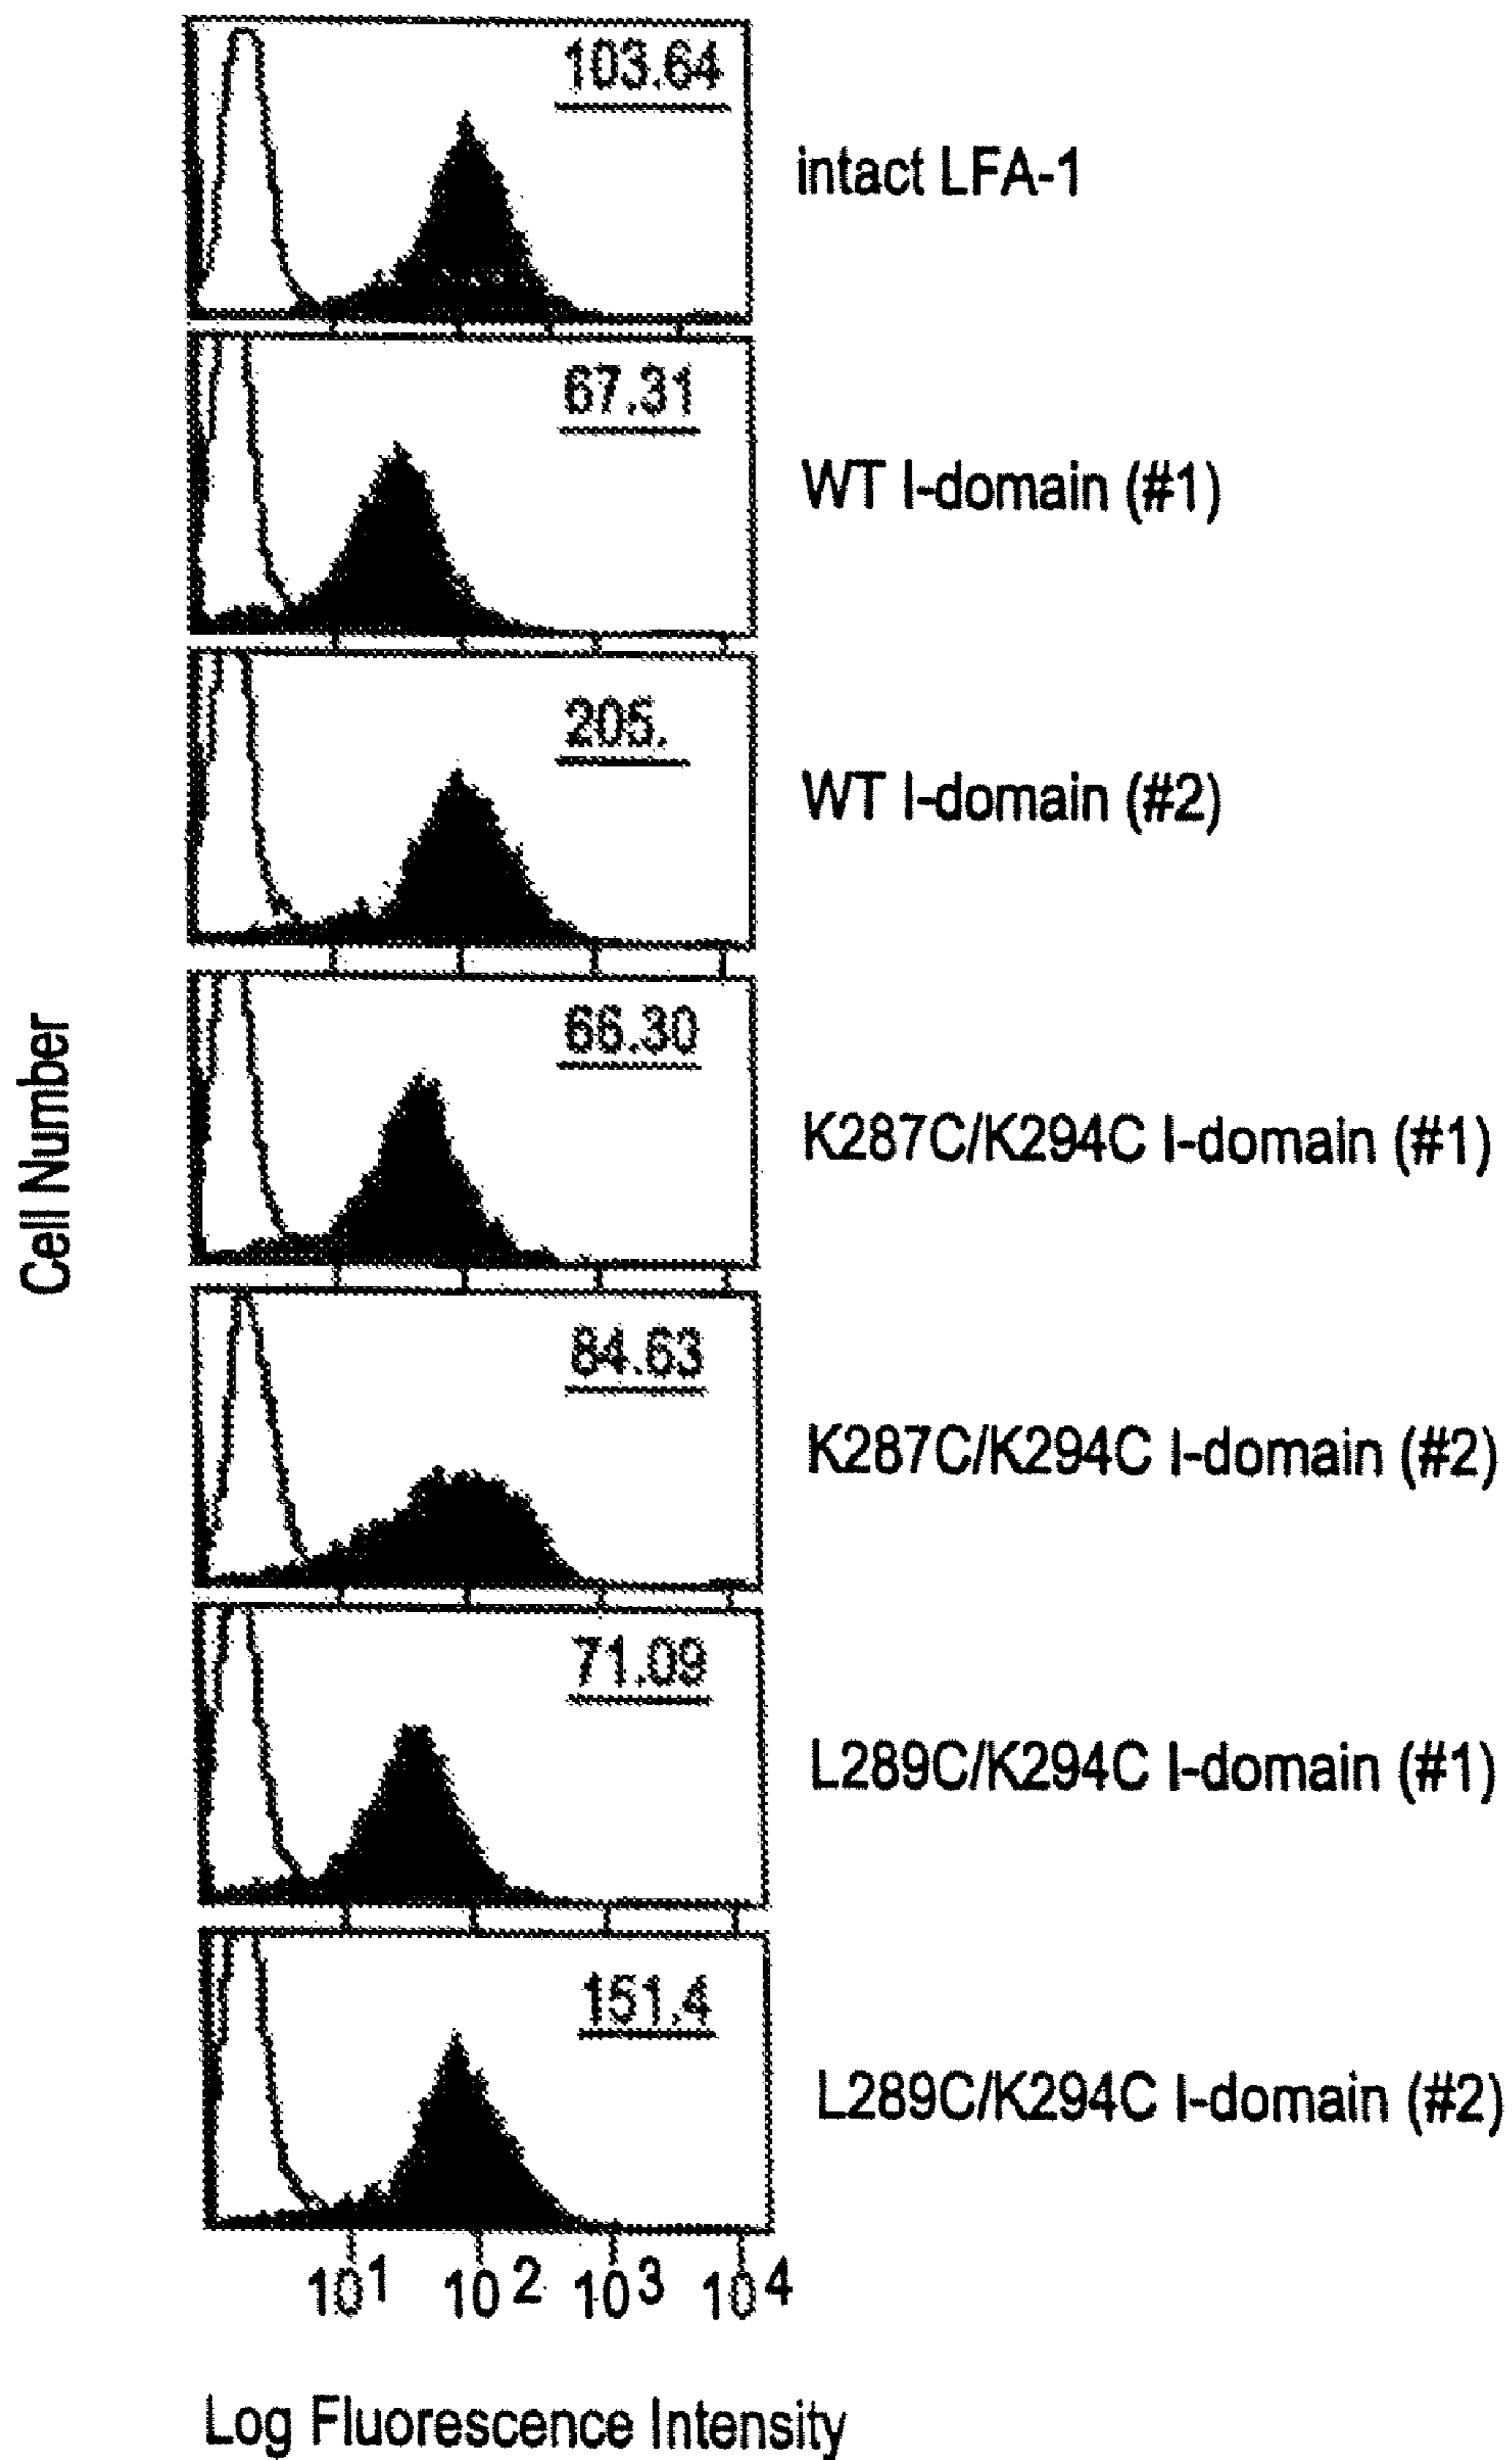 103.64
intact LFA-1
67.31
WT I-domain (#1)
205.
WT I-domain (#2)
Cell Number
66.30
K287C/K294C I-domain (#1)
84.63
K287C/K294C I-domain (#2)
71.09
L289C/K294C I-domain (#1)
151.4
L289C/K294C I-domain (#2)
10¹ 10² 10³ 10⁴
Log Fluorescence Intensity